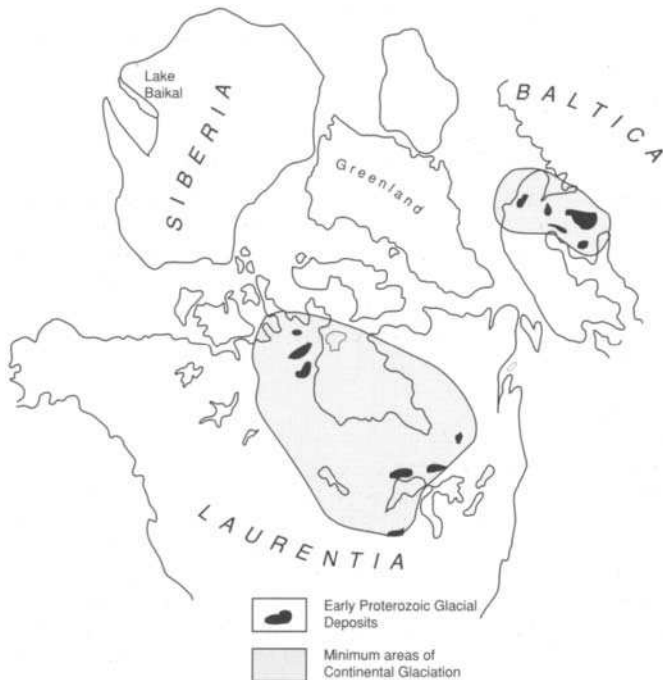 Lake
Baikal
SIBERIA
Greenland
BALTICA
LAURENTIA
Early Proterozoic Glacial
Deposits
Minimum areas of
Continental Glaciation